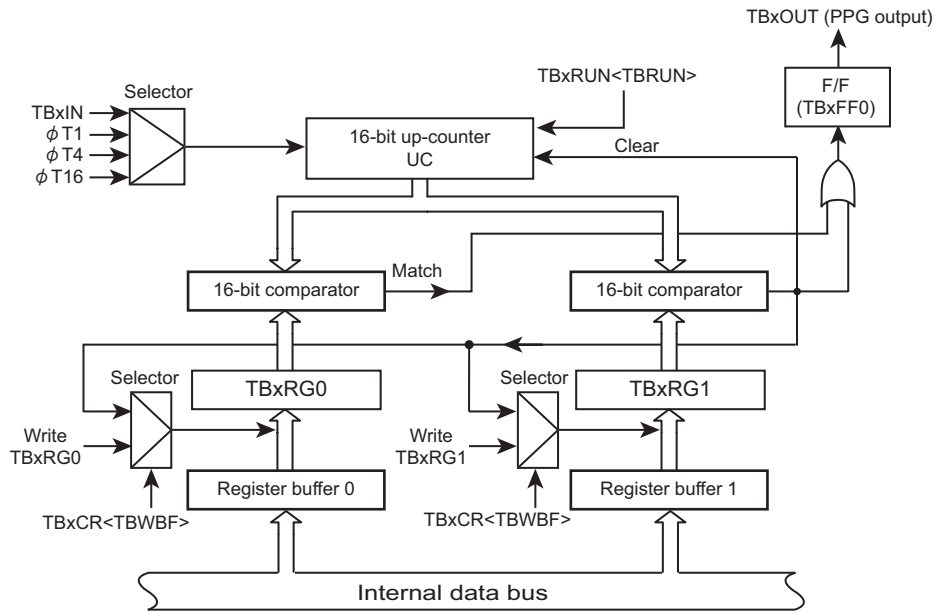 TBxOUT (PPG output)
F/F
(TBxFF0)
TBxRUN<TBRUN>
Selector
TBxIN
ϕT1
ϕT4
ϕT16
16-bit up-counter
UC
Clear
16-bit comparator
Match
16-bit comparator
Selector
TBxRG0
Selector
TBxRG1
Write
TBxRG0
Write
TBxRG1
Register buffer 0
Register buffer 1
TBxCR<TBWBF>
TBxCR<TBWBF>
Internal data bus